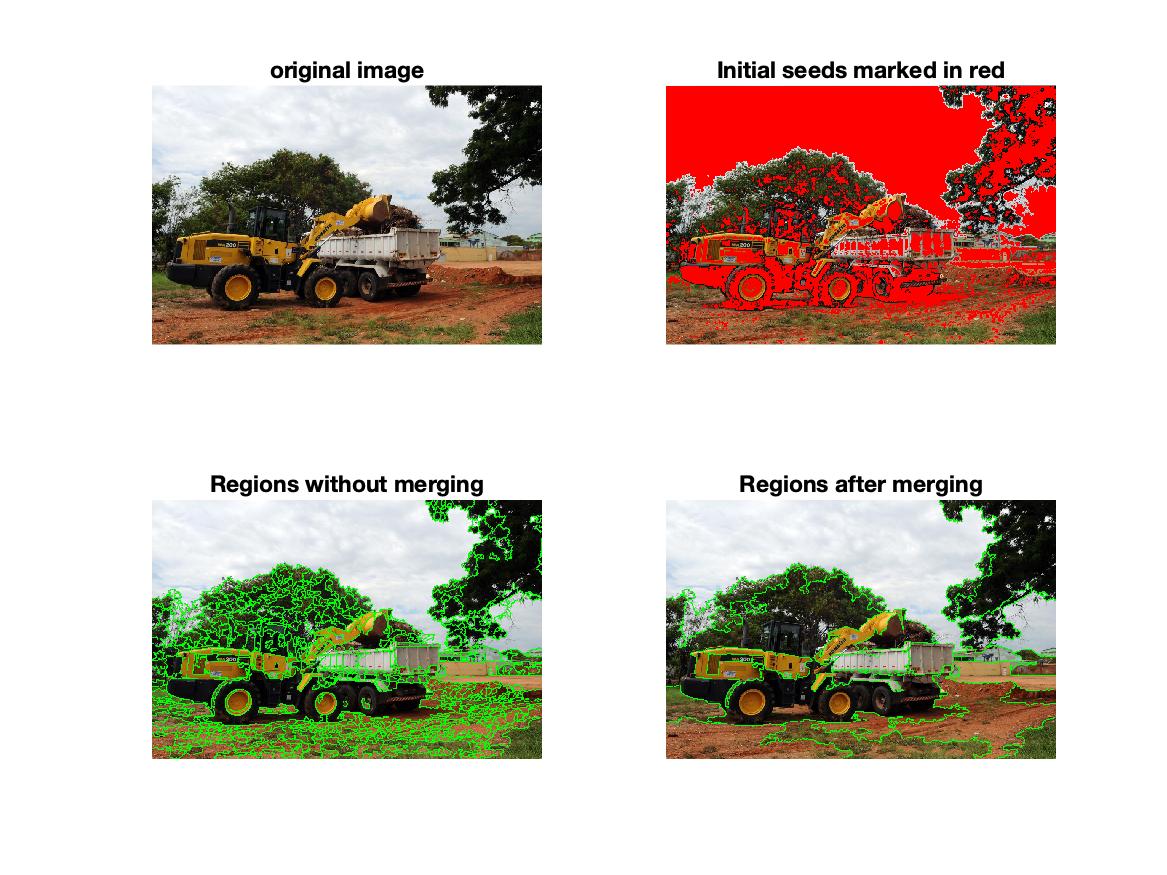 original image
Initial seeds marked in red
Regions without merging
Regions after merging